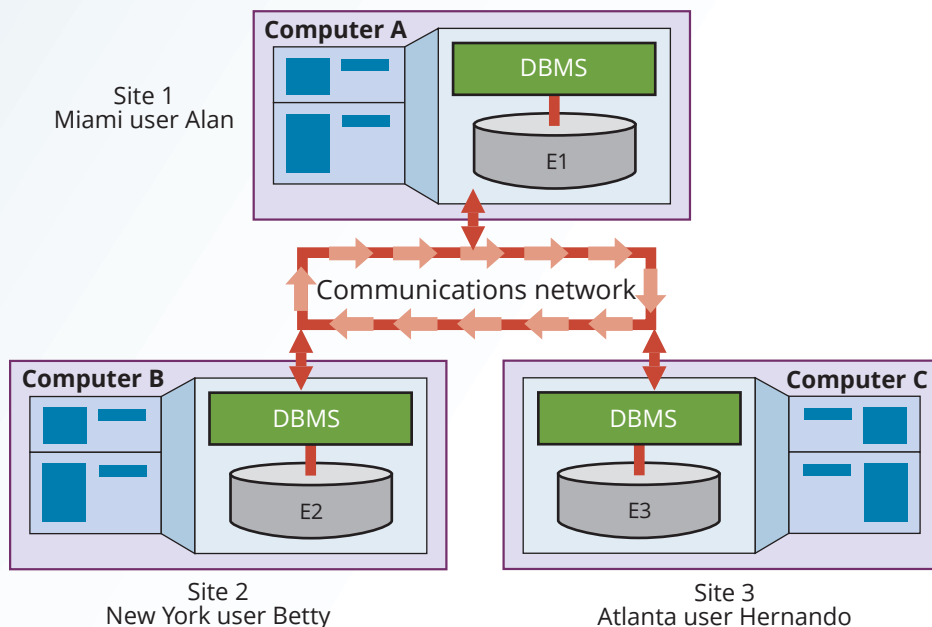 Computer A
DBMS
E1
Site 1
Miami user Alan
Communications network
Computer B
DBMS
E2
Site 2
New York user Betty
Computer C
DBMS
E3
Site 3
Atlanta user Hernando